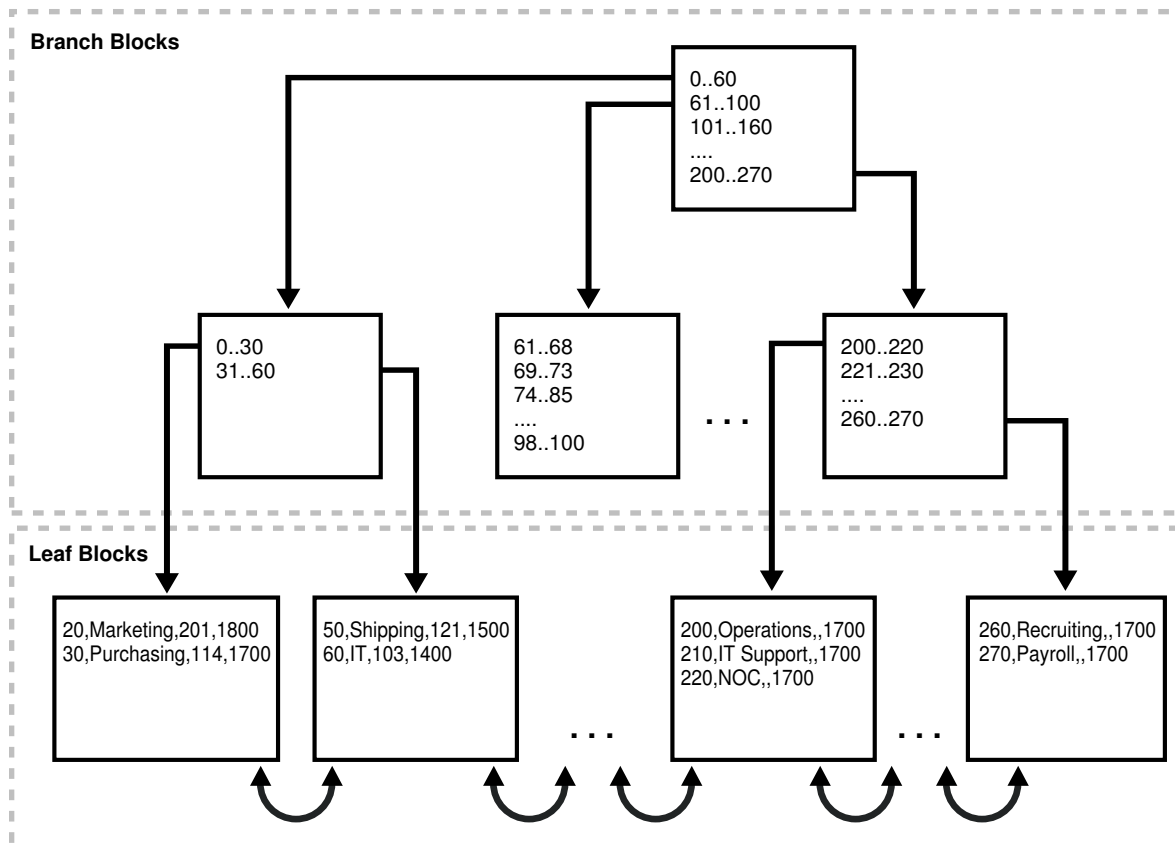 Branch Blocks
0..60
61..100
101..160
....
200..270
0..30
31..60
61..68
69..73
74..85
....
98..100
. . .
200..220
221..230
....
260..270
Leaf Blocks
20,Marketing,201,1800
30,Purchasing,114,1700
50,Shipping,121,1500
60,IT,103,1400
. . .
200,Operations,,1700
210,IT Support,,1700
220,NOC,,1700
. . .
260,Recruiting,,1700
270,Payroll,,1700